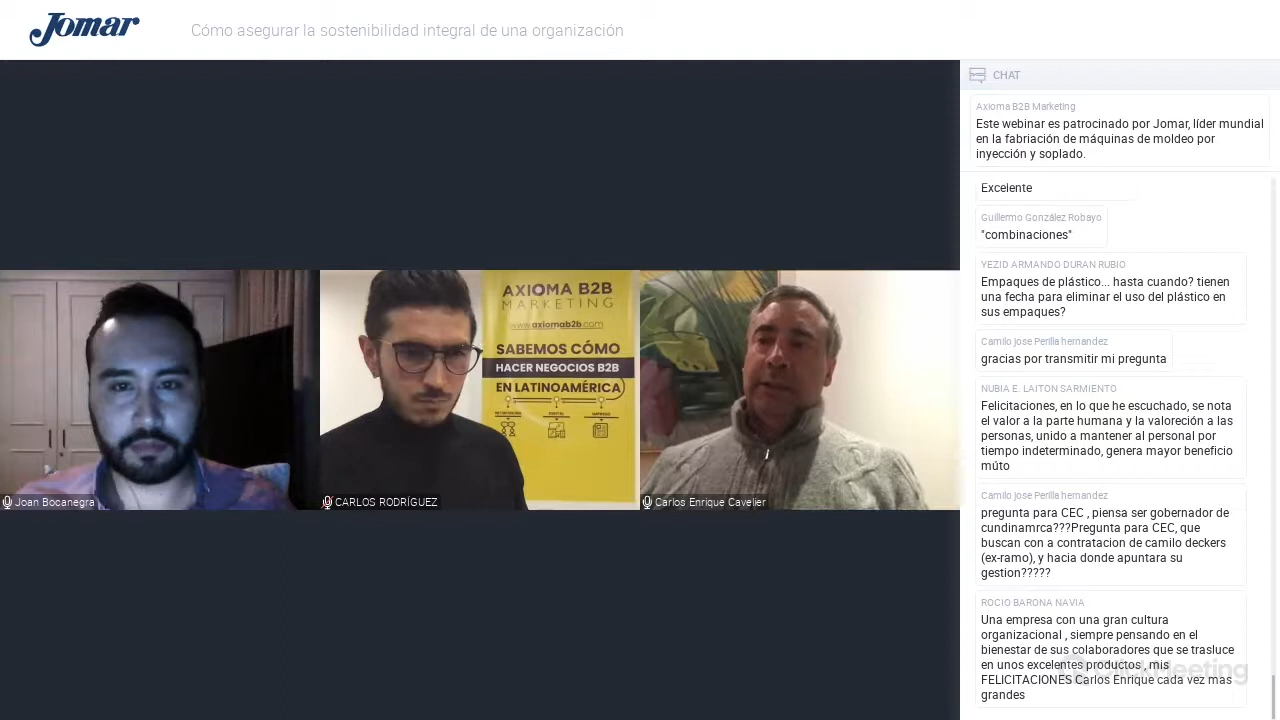 Jomar
Cómo asegurar la sostenibilidad integral de una organización
CHAT
Axioma B2B Marketing
Este webinar es patrocinado por Jomar, líder mundial
en la fabriación de máquinas de moldeo por
inyección y soplado.
Excelente
Guillermo González Robayo
"combinaciones"
YEZID ARMANDO DURAN RUBIO
Empaques de plástico... hasta cuando? tienen
una fecha para eliminar el uso del plástico en
sus empaques?
Camilo jose Perilla hernandez
gracias por transmitir mi pregunta
NUBIA E. LAITON SARMIENTO
Felicitaciones, en lo que he escuchado, se nota
el valor a la parte humana y la valoreción a las
personas, unido a mantener al personal por
tiempo indeterminado, genera mayor beneficio
múto
Camilo jose Perilla hernandez
pregunta para CEC , piensa ser gobernador de
cundinamrca???Pregunta para CEC, que
buscan con a contratacion de camilo deckers
(ex-ramo), y hacia donde apuntara su
gestion?????
ROCIO BARONA NAVIA
Una empresa con una gran cultura
organizacional , siempre pensando en el
bienestar de sus colaboradores que se trasluce
en unos excelentes productos , mis
FELICITACIONES Carlos Enrique cada vez mas
grandes
ClickMeeting
AXIOMA B2B
MARKETING
www.axiomab2b.com
SABEMOS CÓMO
HACER NEGOCIOS B2B
EN LATINOAMÉRICA
Joan Bocanegra
CARLOS RODRÍGUEZ
Carlos Enrique Cavelier